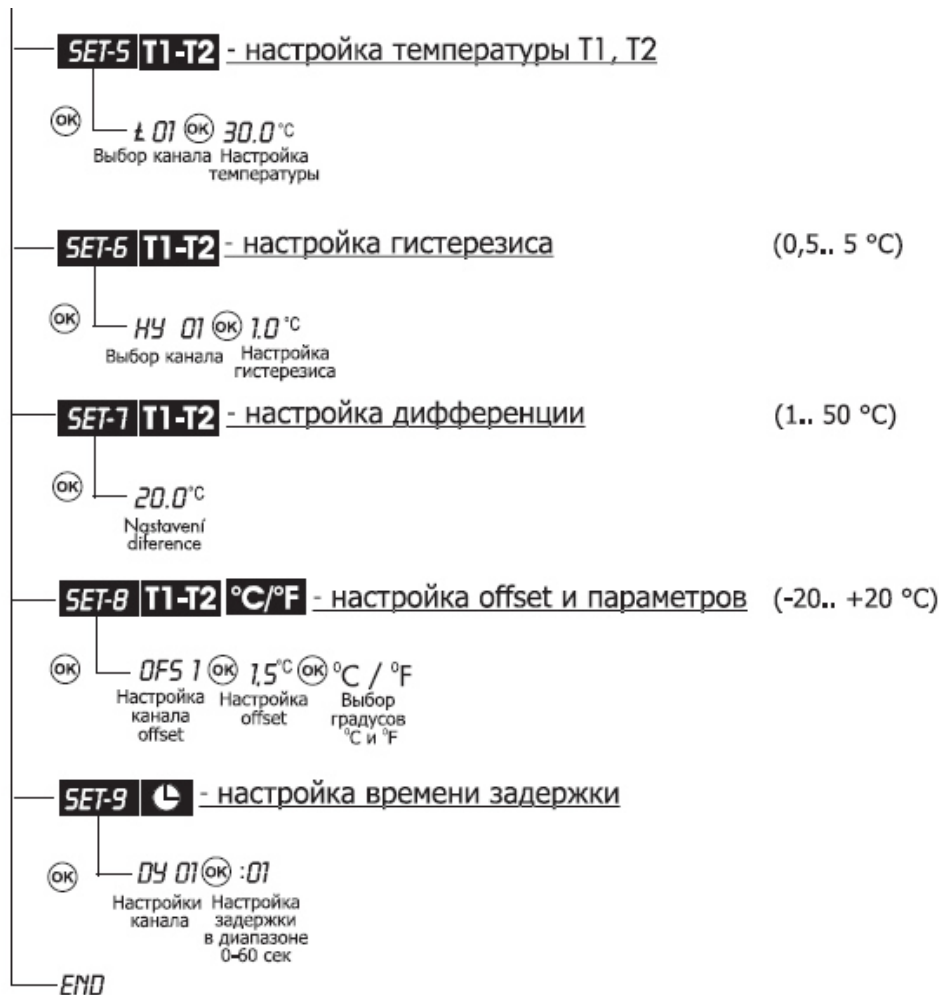 SET-5 T1-T2 - настройка температуры T1, T2
OK t 01 OK 30.0 °C
Выбор канала Настройка
температуры
SET-6 T1-T2 - настройка гистерезиса (0,5.. 5 °C)
OK HY 01 OK 1.0 °C
Выбор канала Настройка
гистерезиса
SET-7 T1-T2 - настройка дифференции (1.. 50 °C)
OK 20.0 °C
Nastavení
diference
SET-8 T1-T2 °C/°F - настройка offset и параметров (-20.. +20 °C)
OK OFS 1 OK 1,5 °C OK °C / °F
Настройка Настройка Выбор
канала offset градусов
offset °C и °F
SET-9 - настройка времени задержки
OK DY 01 OK :01
Настройки Настройка
канала задержки
в диапазоне
0-60 сек
END